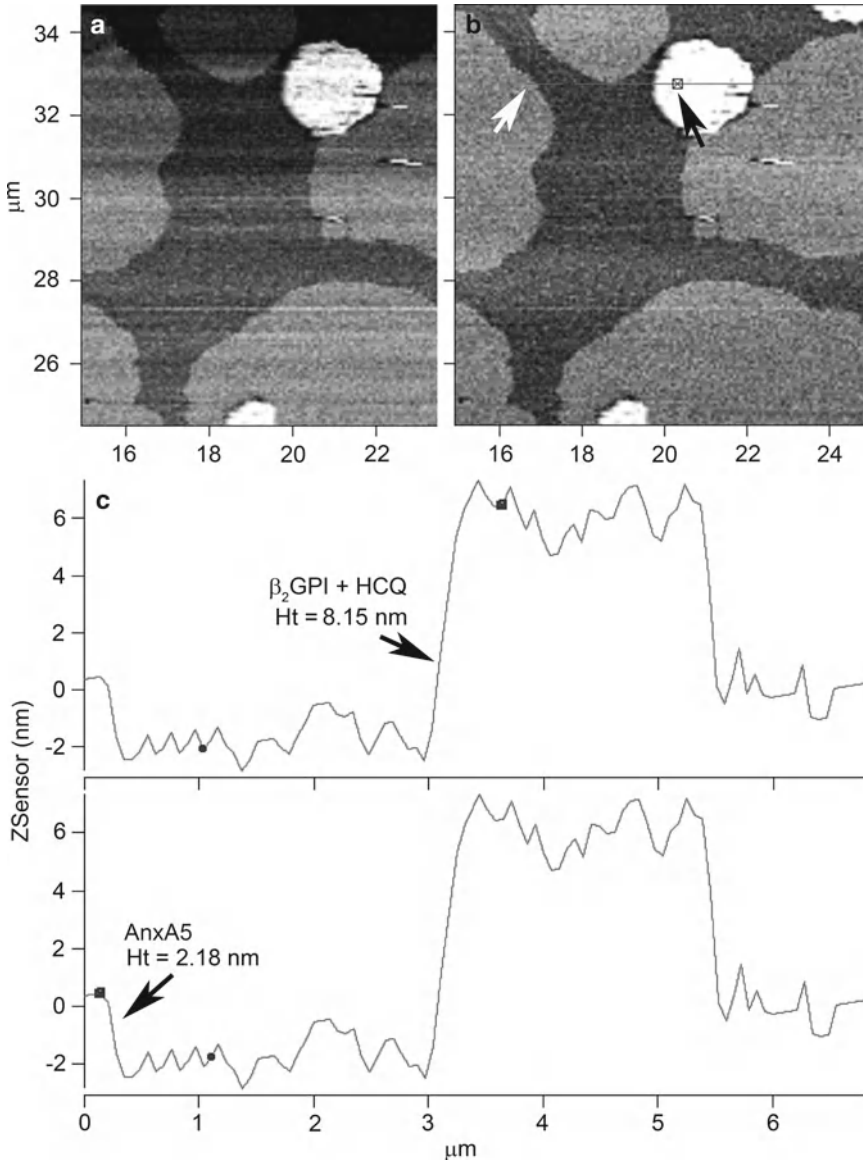 a
b
34
32
30
28
26
μm
16 18 20 22
16 18 20 22 24
c
6
4
2
0
-2
β₂GPI + HCQ
Ht = 8.15 nm
ZSensor (nm)
6
4
2
0
-2
AnxA5
Ht = 2.18 nm
0 1 2 3 4 5 6
μm